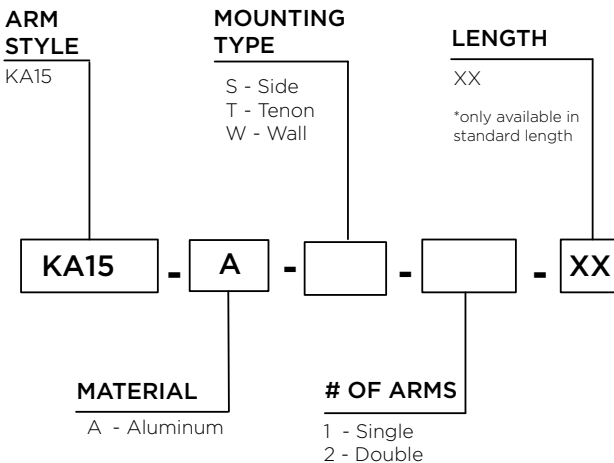 ARM
STYLE
KA15
MOUNTING
TYPE
S - Side
T - Tenon
W - Wall
LENGTH
XX
*only available in
standard length
KA15 - A - - - XX
MATERIAL
A - Aluminum
# OF ARMS
1 - Single
2 - Double